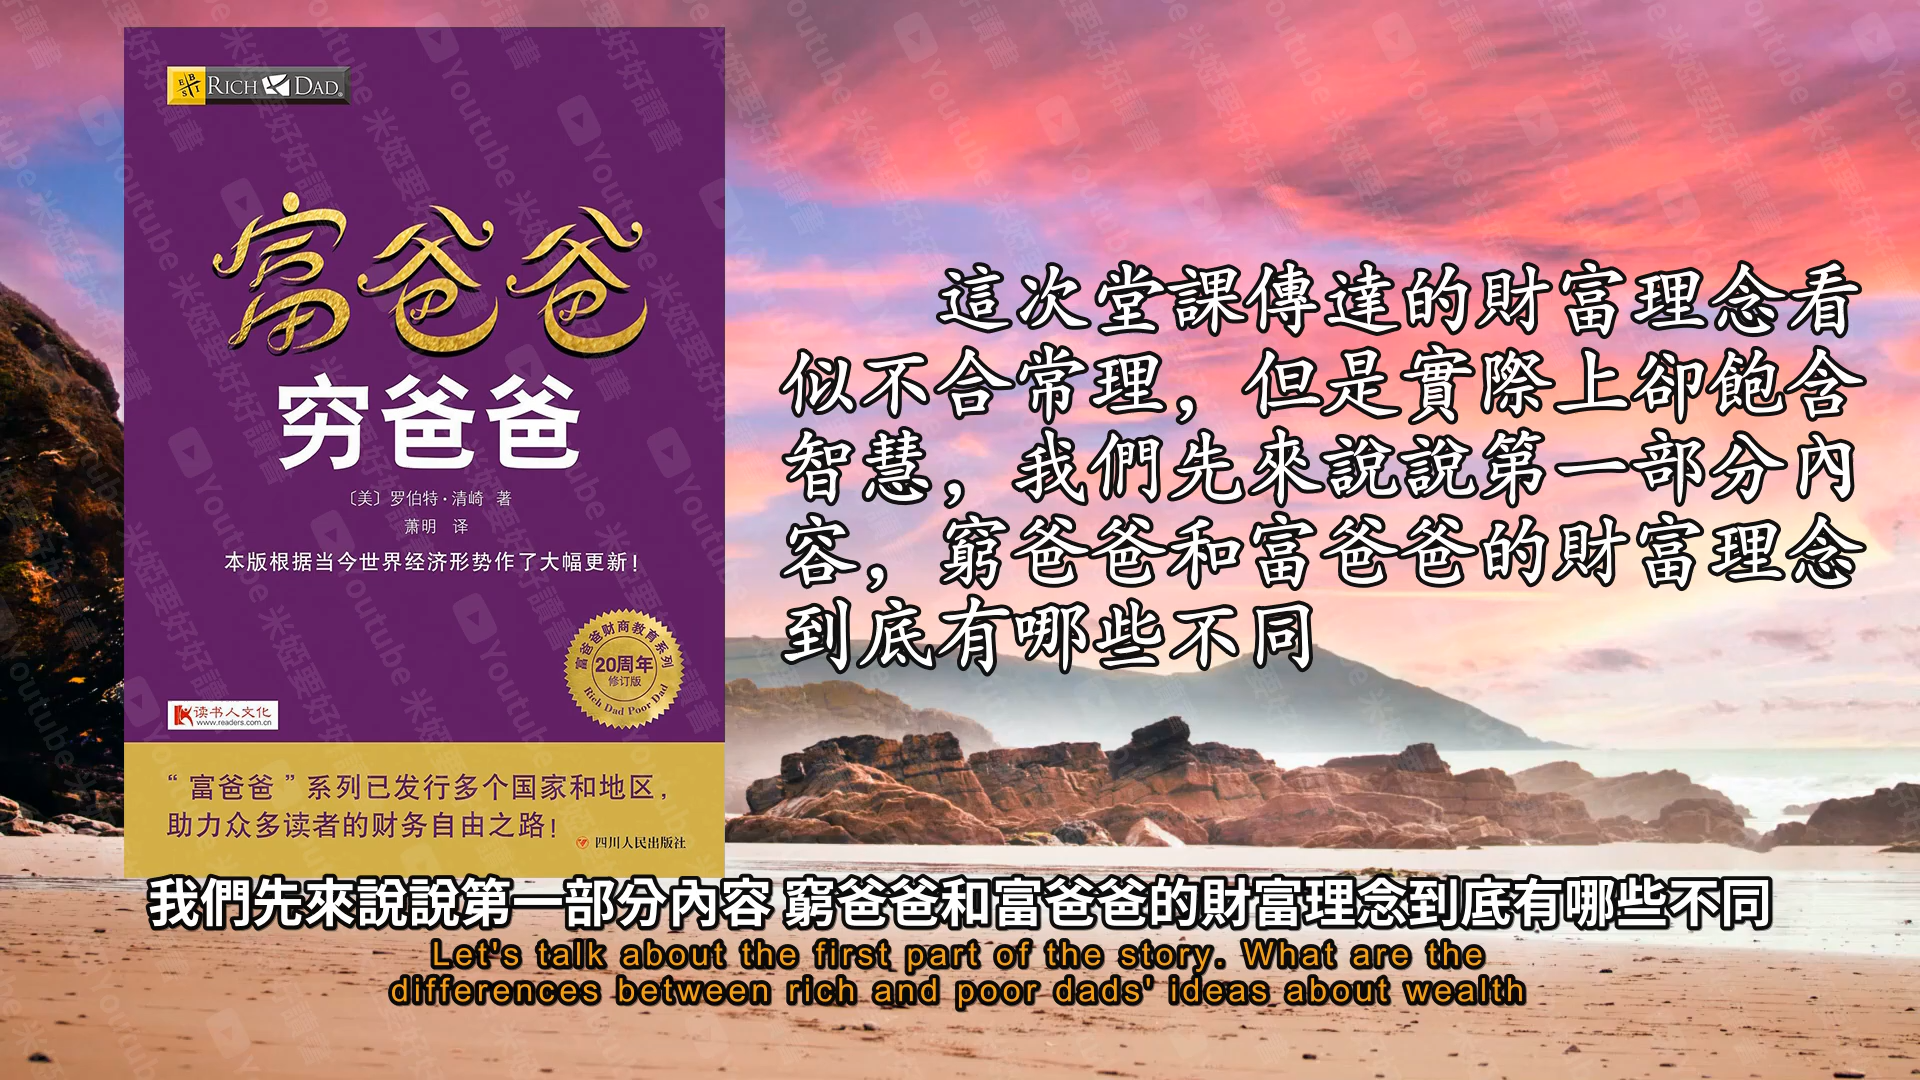 RICH DAD
富爸爸
穷爸爸
〔美〕罗伯特·清崎 著
萧明 译
本版根据当今世界经济形势作了大幅更新！
富爸爸财商教育系列
20周年
修订版
Rich Dad Poor Dad
读书人文化
www.readers.com.cn
“富爸爸”系列已发行多个国家和地区，
助力众多读者的财务自由之路！
四川人民出版社
這次堂課傳達的財富理念看
似不合常理，但是實際上卻飽含
智慧，我們先來說說第一部分內
容，窮爸爸和富爸爸的財富理念
到底有哪些不同
我們先來說說第一部分內容 窮爸爸和富爸爸的財富理念到底有哪些不同
Let's talk about the first part of the story. What are the
differences between rich and poor dads' ideas about wealth
Youtube 米婭要好好讀書